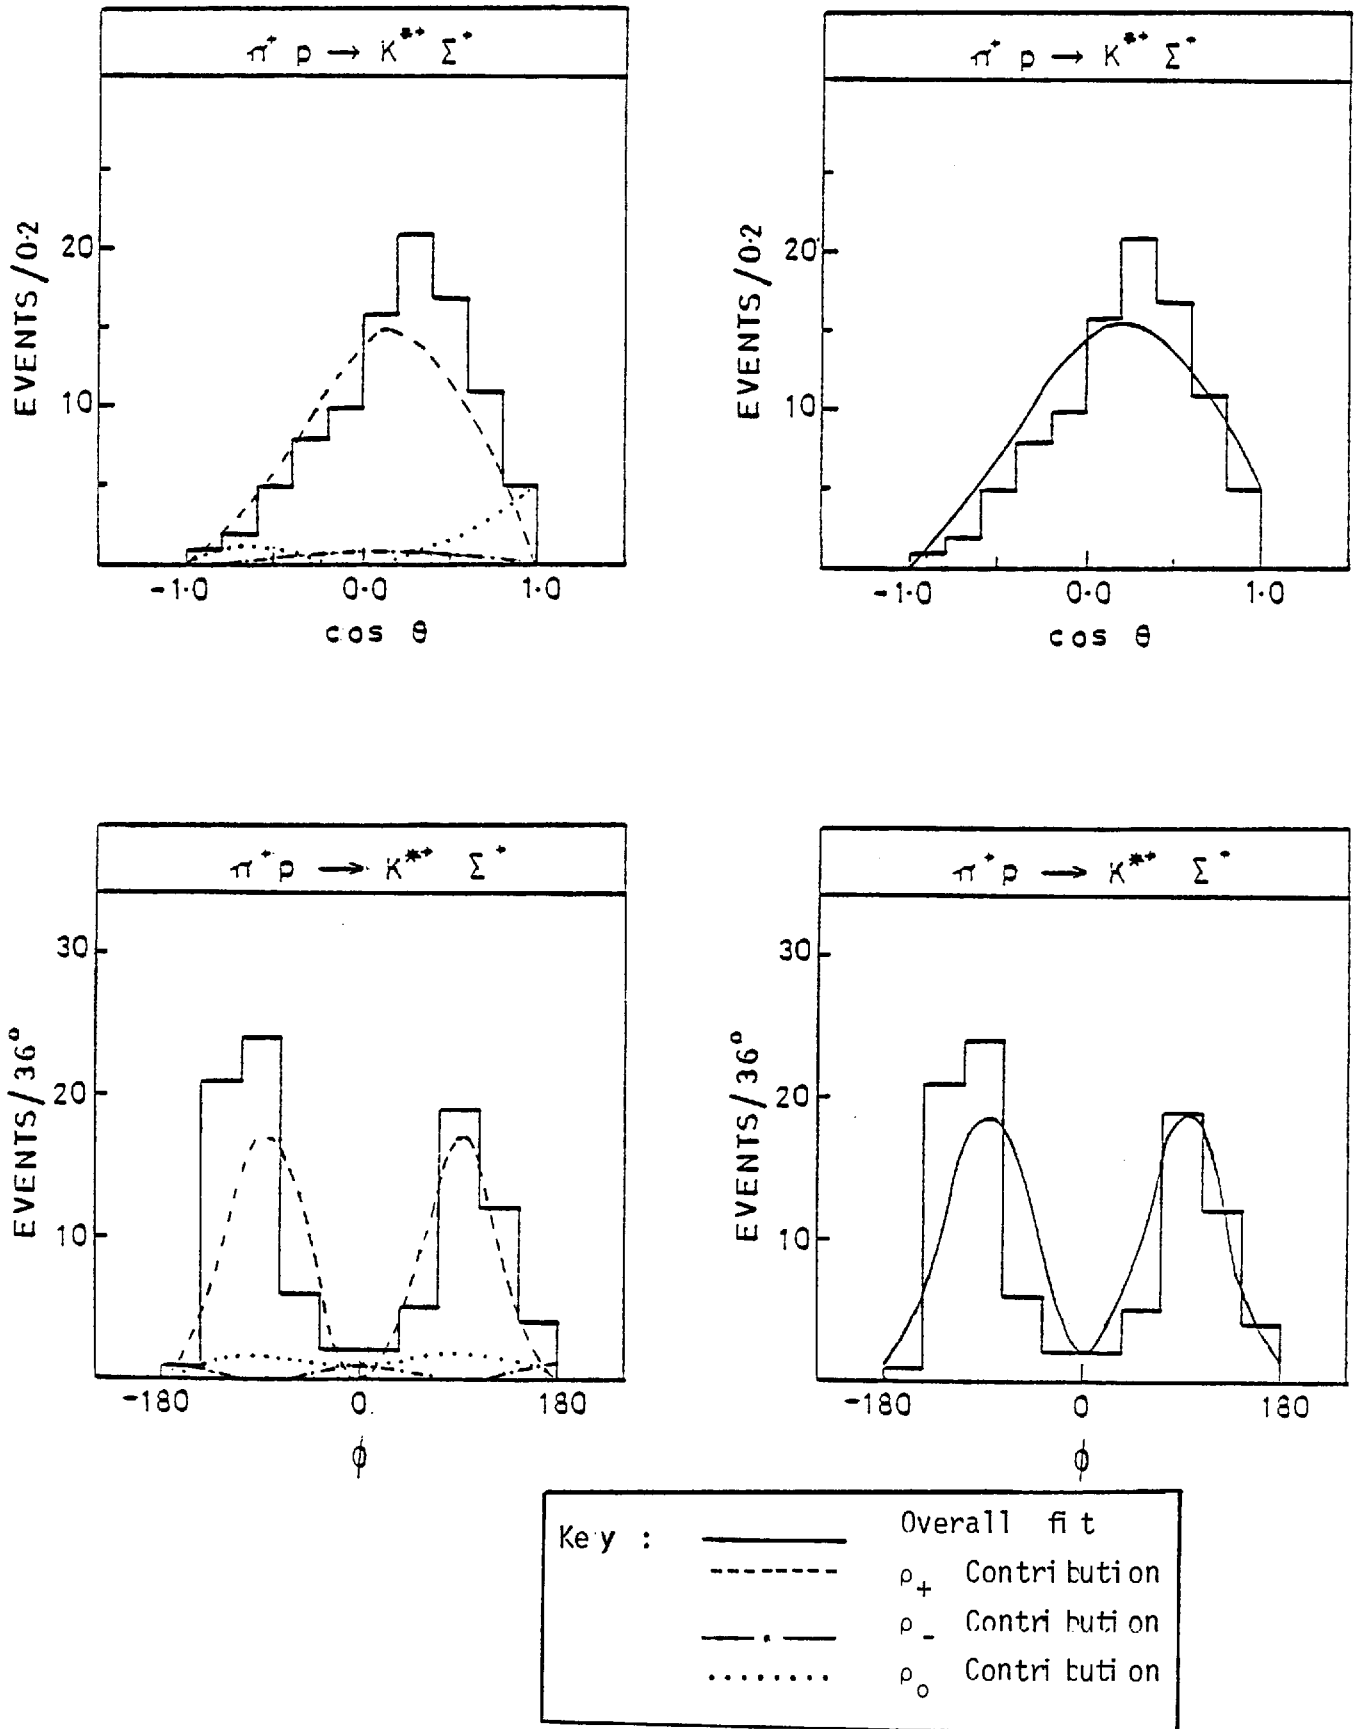 π⁺ p → K*⁺ Σ⁺
π⁺ p → K*⁺ Σ⁺
EVENTS/0·2
20
10
-1·0 0·0 1·0
cos θ
EVENTS/0·2
20
10
-1·0 0·0 1·0
cos θ
π⁺ p → K*⁺ Σ⁺
π⁺ p → K*⁺ Σ⁺
EVENTS/36°
30
20
10
-180 0 180
ϕ
EVENTS/36°
30
20
10
-180 0 180
ϕ
Key : Overall fit
ρ₊ Contribution
ρ₋ Contribution
ρ₀ Contribution